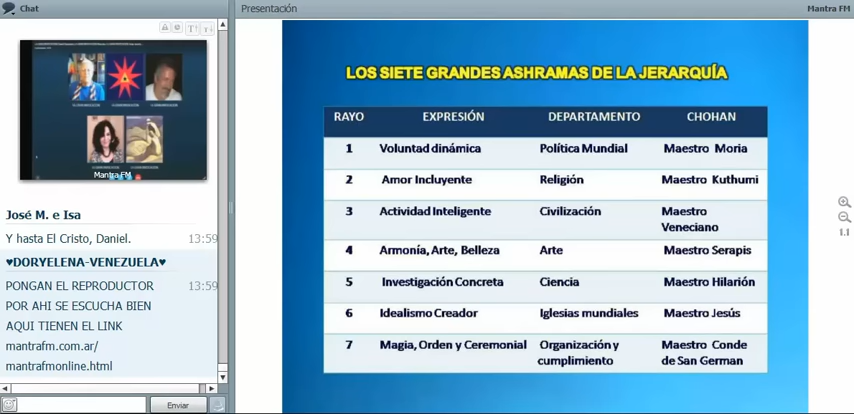 Chat
Presentación
Mantra FM
Mantra FM
José M. e Isa
Y hasta El Cristo, Daniel. 13:59
♥DORYELENA-VENEZUELA♥
PONGAN EL REPRODUCTOR 13:59
POR AHI SE ESCUCHA BIEN
AQUI TIENEN EL LINK
mantrafm.com.ar/
mantrafmonline.html
Enviar
LOS SIETE GRANDES ASHRAMAS DE LA JERARQUÍA
RAYO EXPRESIÓN DEPARTAMENTO CHOHAN
1 Voluntad dinámica Política Mundial Maestro Moria
2 Amor Incluyente Religión Maestro Kuthumi
3 Actividad Inteligente Civilización Maestro
Veneciano
4 Armonía, Arte, Belleza Arte Maestro Serapis
5 Investigación Concreta Ciencia Maestro Hilarión
6 Idealismo Creador Iglesias mundiales Maestro Jesús
7 Magia, Orden y Ceremonial Organización y Maestro Conde
cumplimiento de San German
1:1